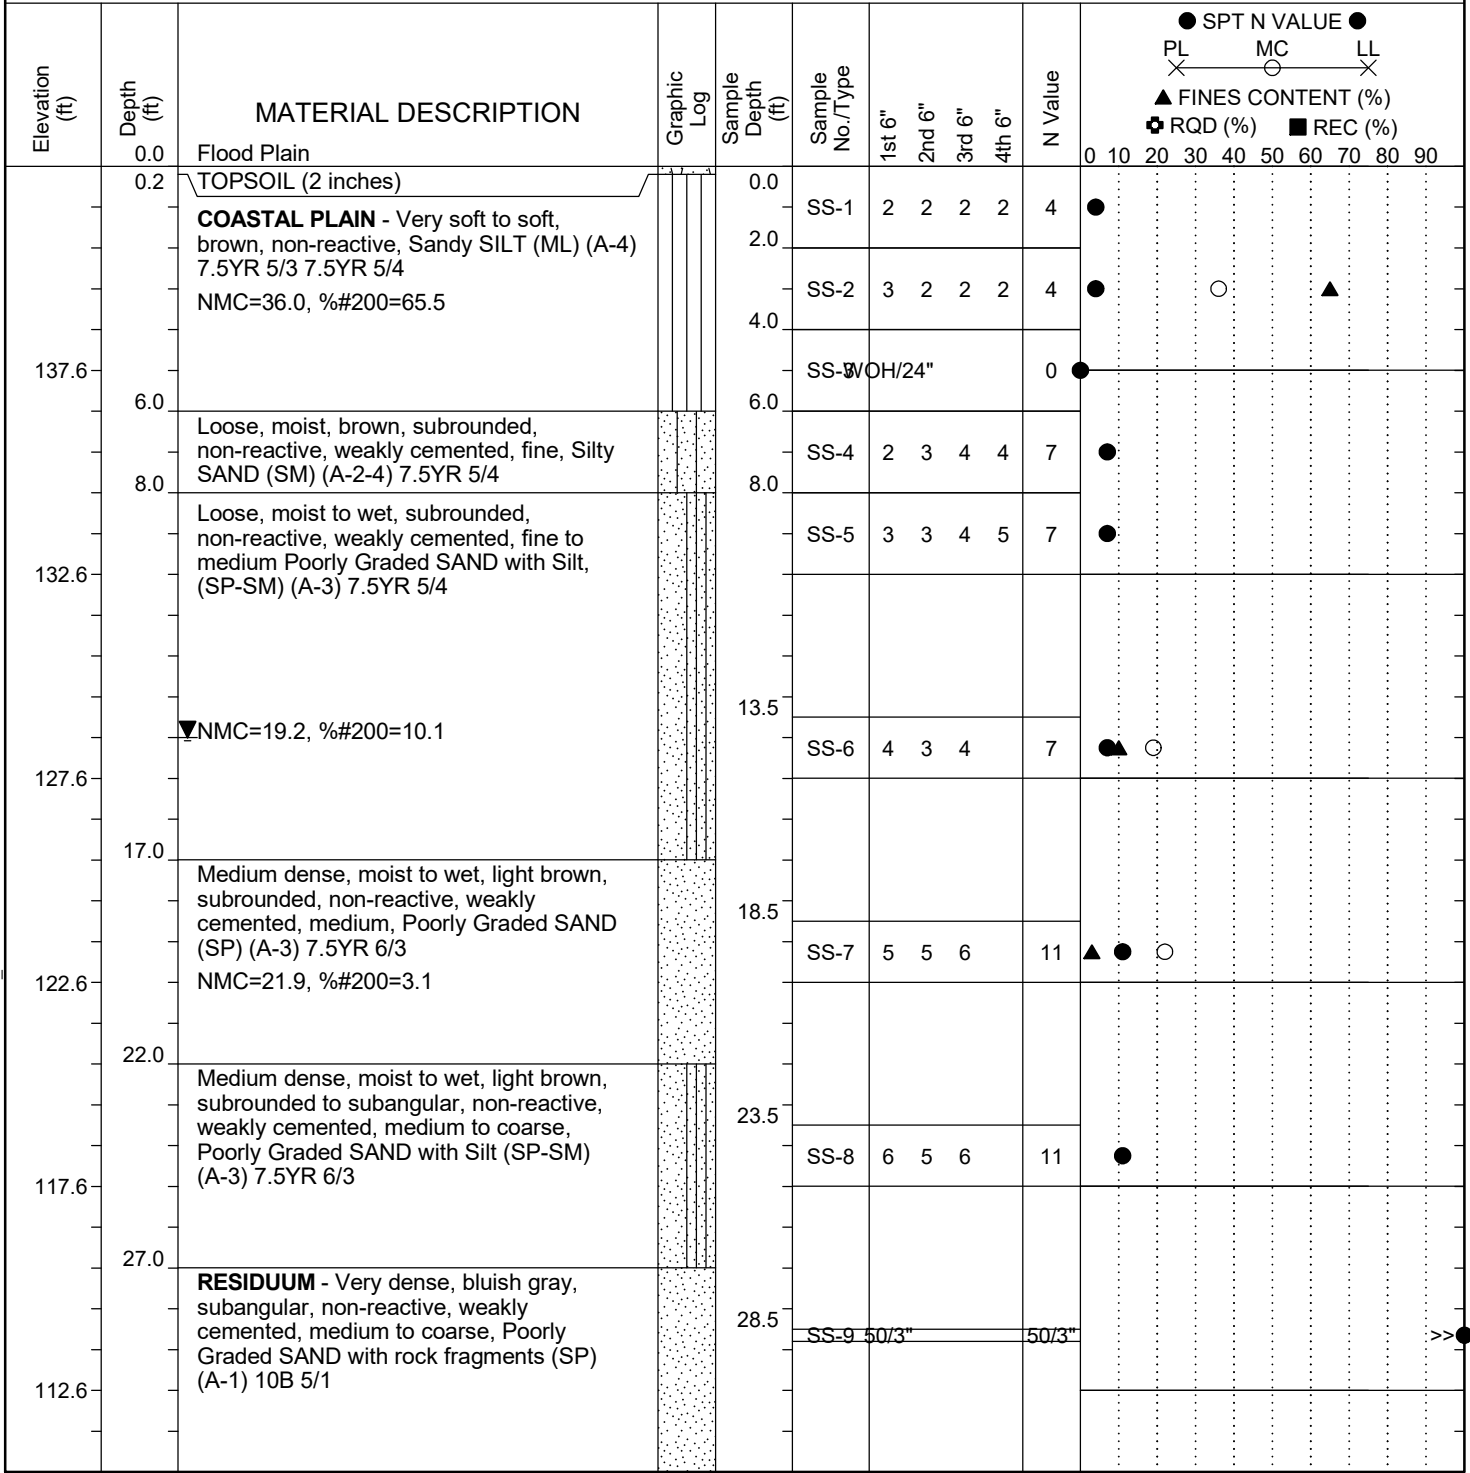 ● SPT N VALUE ●
PL MC LL
▲ FINES CONTENT (%)
RQD (%) ■ REC (%)
0 10 20 30 40 50 60 70 80 90
Elevation (ft)
Depth (ft)
MATERIAL DESCRIPTION
Graphic Log
Sample Depth (ft)
Sample No./Type
1st 6"
2nd 6"
3rd 6"
4th 6"
N Value
0.0 Flood Plain
0.2 TOPSOIL (2 inches)
0.0
COASTAL PLAIN - Very soft to soft,
brown, non-reactive, Sandy SILT (ML) (A-4)
7.5YR 5/3 7.5YR 5/4
NMC=36.0, %#200=65.5
SS-1 2 2 2 2 4
2.0
SS-2 3 2 2 2 4
4.0
137.6
SS-3 WOH/24" 0
6.0
6.0
Loose, moist, brown, subrounded,
non-reactive, weakly cemented, fine, Silty
SAND (SM) (A-2-4) 7.5YR 5/4
SS-4 2 3 4 4 7
8.0
8.0
Loose, moist to wet, subrounded,
non-reactive, weakly cemented, fine to
medium Poorly Graded SAND with Silt,
(SP-SM) (A-3) 7.5YR 5/4
SS-5 3 3 4 5 7
132.6
13.5
NMC=19.2, %#200=10.1
SS-6 4 3 4 7
127.6
17.0
Medium dense, moist to wet, light brown,
subrounded, non-reactive, weakly
cemented, medium, Poorly Graded SAND
(SP) (A-3) 7.5YR 6/3
NMC=21.9, %#200=3.1
18.5
SS-7 5 5 6 11
122.6
22.0
Medium dense, moist to wet, light brown,
subrounded to subangular, non-reactive,
weakly cemented, medium to coarse,
Poorly Graded SAND with Silt (SP-SM)
(A-3) 7.5YR 6/3
23.5
SS-8 6 5 6 11
117.6
27.0
RESIDUUM - Very dense, bluish gray,
subangular, non-reactive, weakly
cemented, medium to coarse, Poorly
Graded SAND with rock fragments (SP)
(A-1) 10B 5/1
28.5
SS-9 50/3" 50/3" >>
112.6